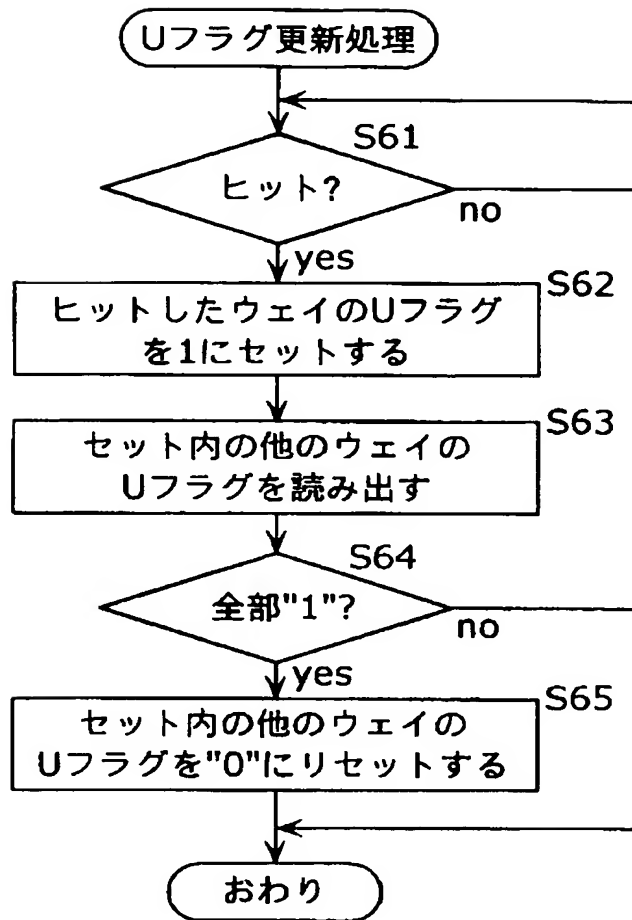 Uフラグ更新処理
S61
ヒット?
no
yes
S62
ヒットしたウェイのUフラグ
を1にセットする
S63
セット内の他のウェイの
Uフラグを読み出す
S64
全部"1"?
no
yes
S65
セット内の他のウェイの
Uフラグを"0"にリセットする
おわり